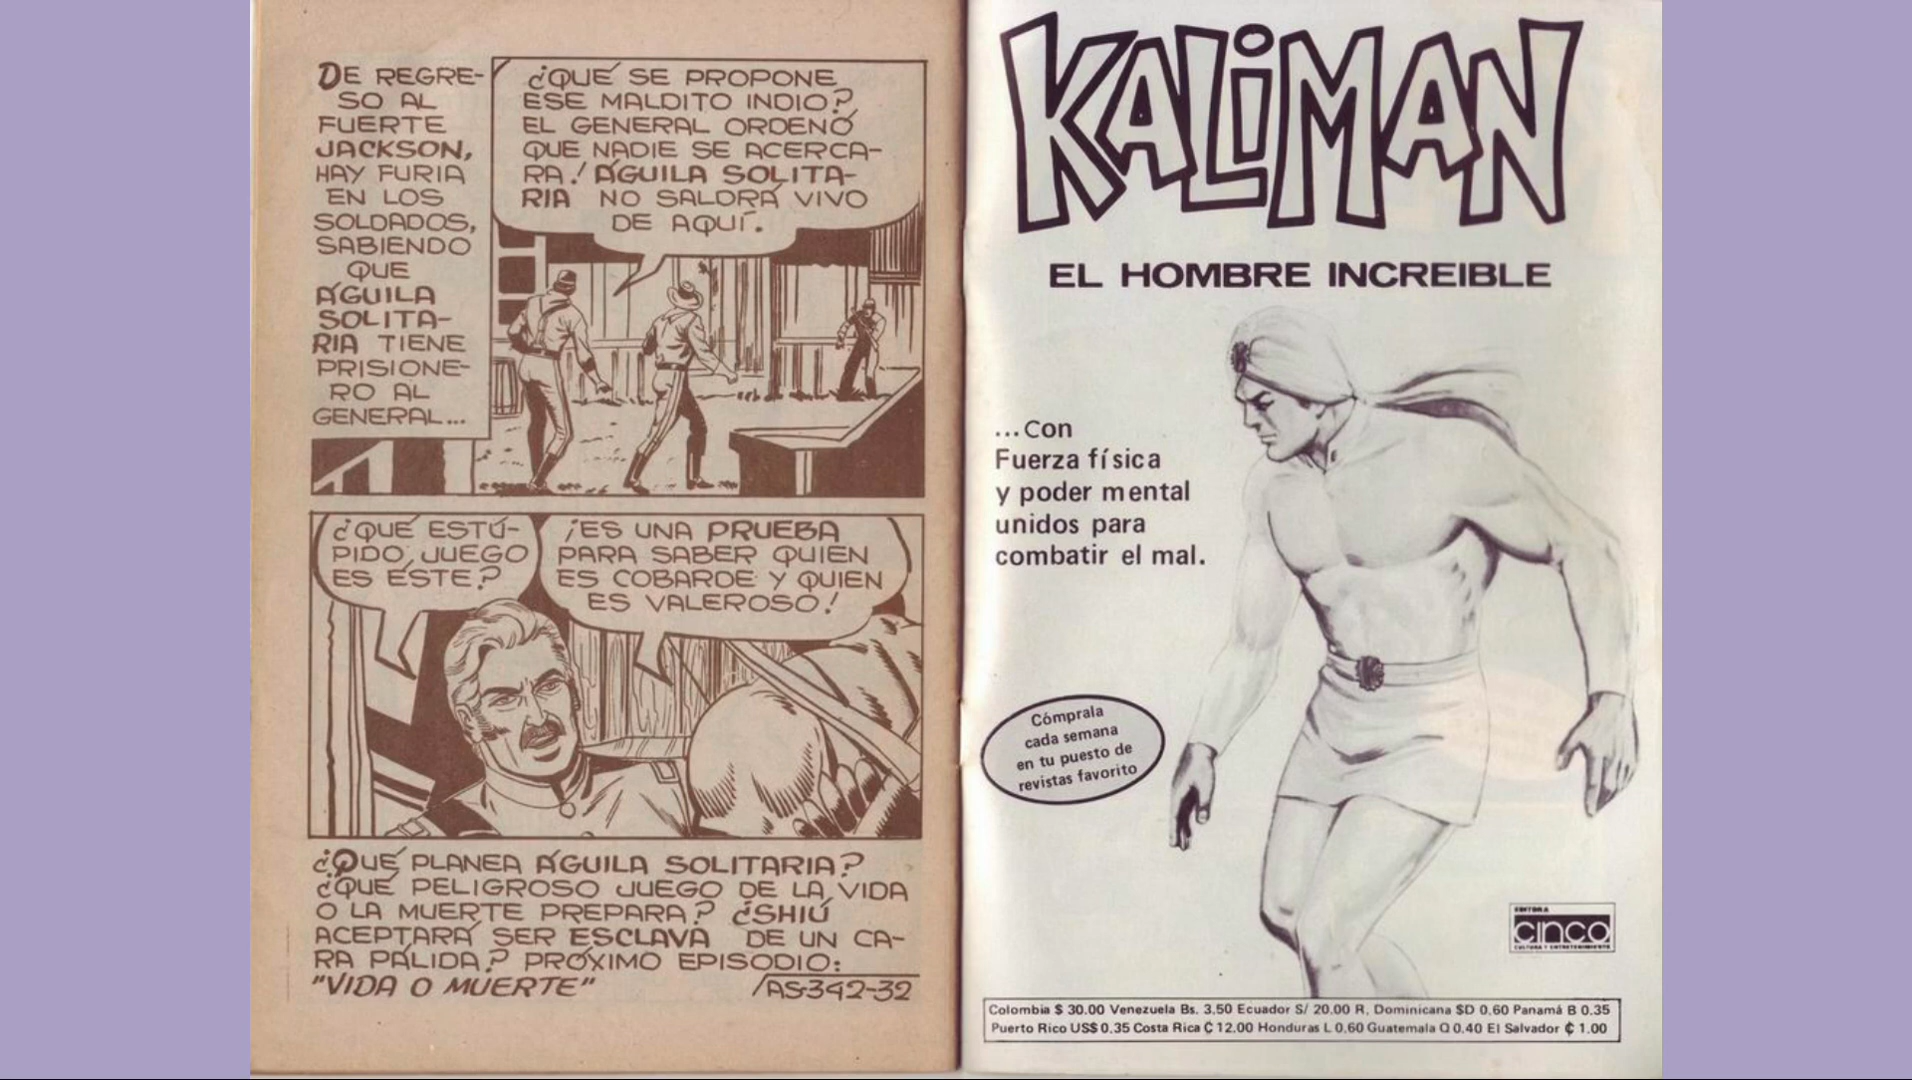 DE REGRE-
SO AL
FUERTE
JACKSON,
HAY FURIA
EN LOS
SOLDADOS,
SABIENDO
QUE
ÁGUILA
SOLITA-
RIA TIENE
PRISIONE-
RO AL
GENERAL...
¿QUÉ SE PROPONE
ESE MALDITO INDIO?
EL GENERAL ORDENÓ
QUE NADIE SE ACERCA-
RA! ÁGUILA SOLITA-
RIA NO SALDRÁ VIVO
DE AQUÍ.
¿QUÉ ESTÚ-
PIDO JUEGO
ES ÉSTE?
¡ES UNA PRUEBA
PARA SABER QUIEN
ES COBARDE Y QUIEN
ES VALEROSO!
¿QUÉ PLANEA ÁGUILA SOLITARIA?
¿QUÉ PELIGROSO JUEGO DE LA VIDA
O LA MUERTE PREPARA? ¿SHIÚ
ACEPTARÁ SER ESCLAVA DE UN CA-
RA PÁLIDA? PRÓXIMO EPISODIO:
"VIDA O MUERTE"
AS-342-32
KALiMAN
EL HOMBRE INCREIBLE
...Con
Fuerza física
y poder mental
unidos para
combatir el mal.
Cómprala
cada semana
en tu puesto de
revistas favorito
EDITORA
CINCO
CULTURA Y ENTRETENIMIENTO
Colombia $ 30.00 Venezuela Bs. 3.50 Ecuador S/ 20.00 R, Dominicana $D 0.60 Panamá B 0.35
Puerto Rico US$ 0.35 Costa Rica ₡ 12.00 Honduras L 0.60 Guatemala Q 0.40 El Salvador ₡ 1.00